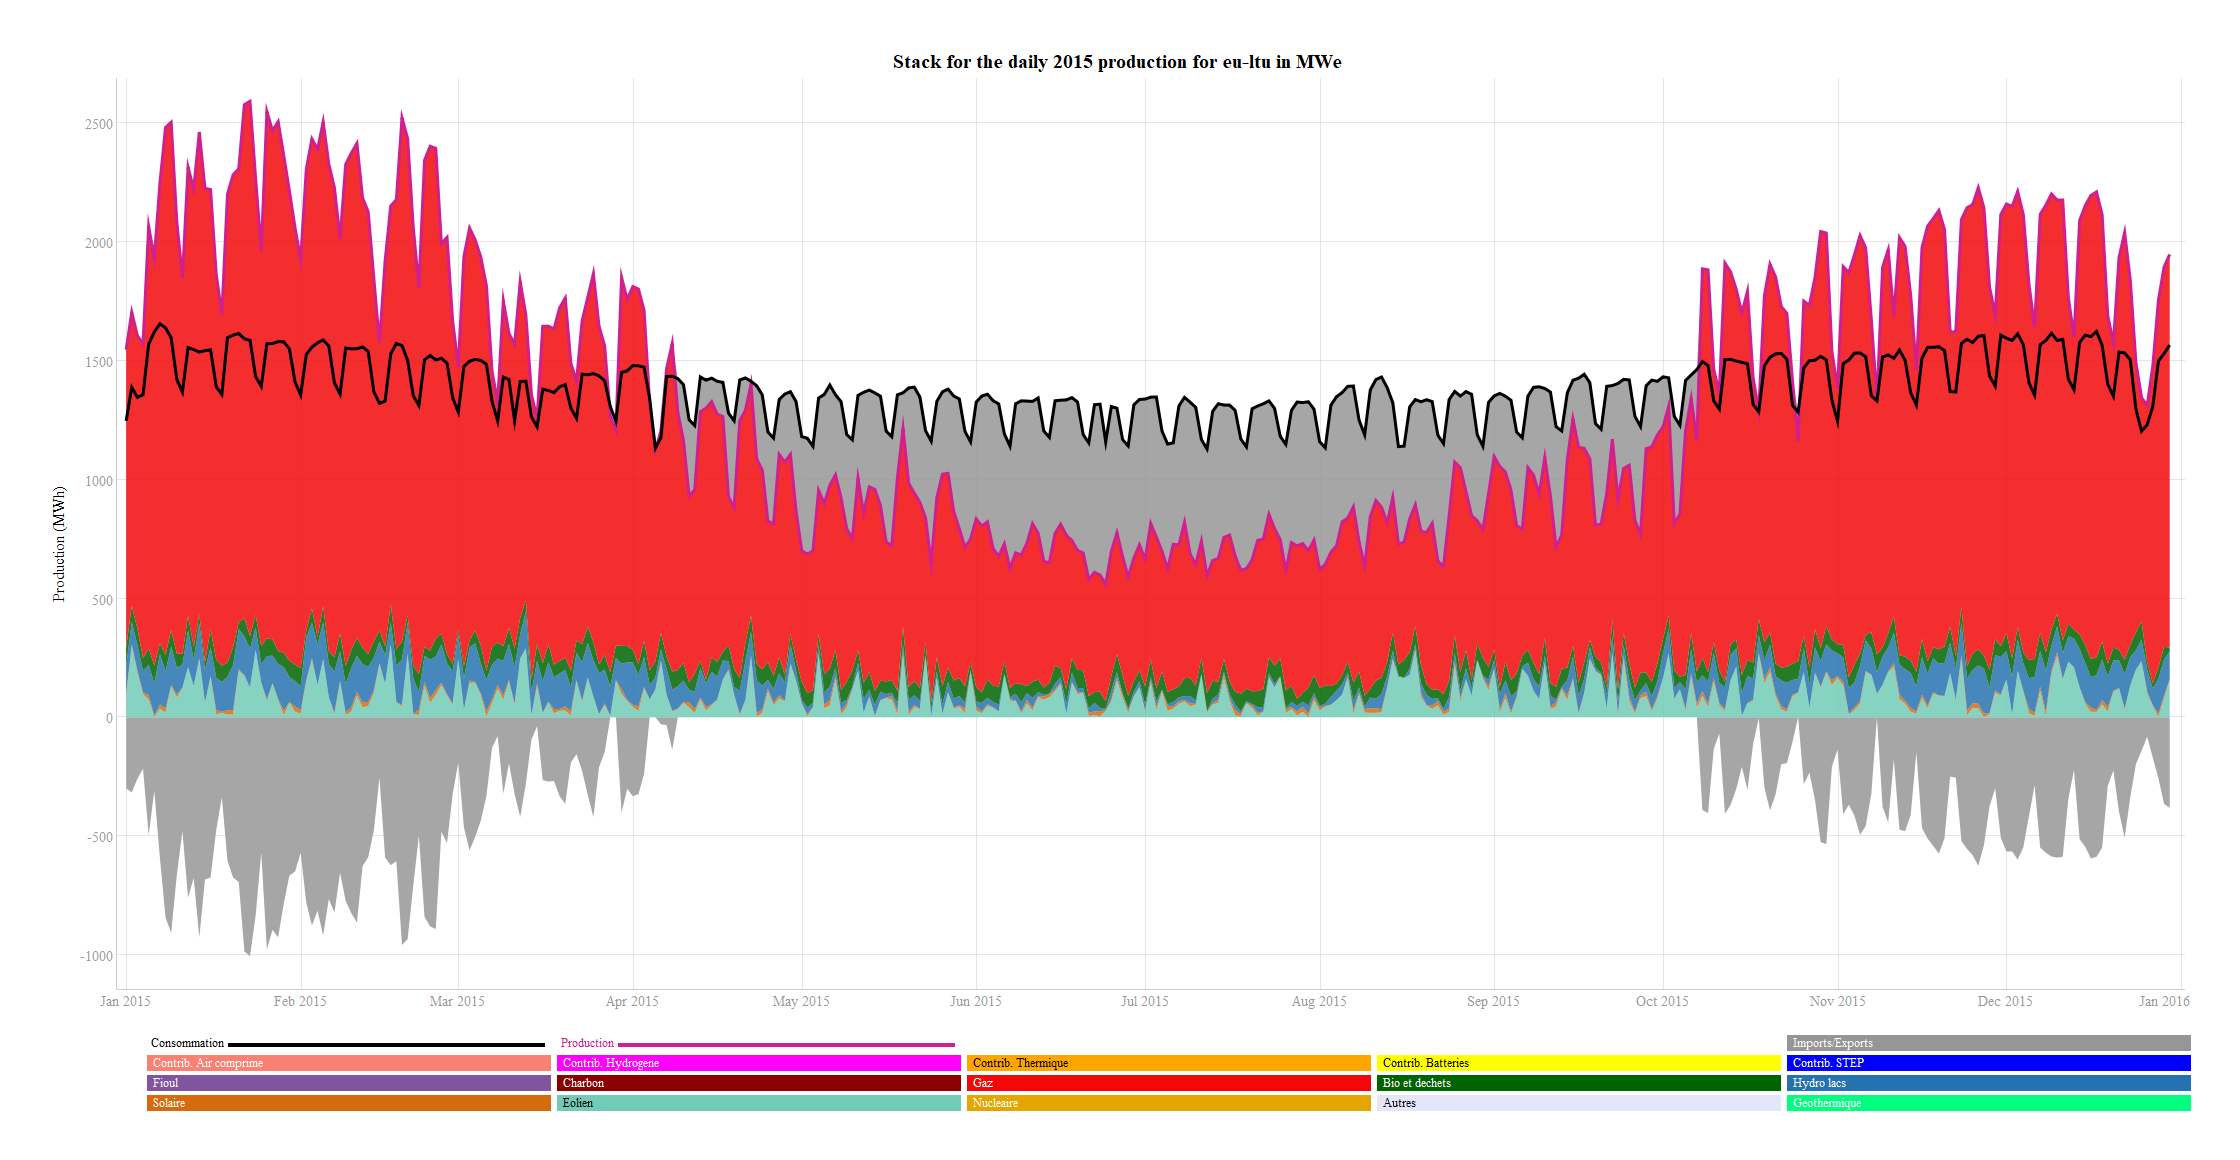 Stack for the daily 2015 production for eu-ltu in MWe
2500
2000
1500
1000
500
0
-500
-1000
Production (MWh)
Jan 2015 Feb 2015 Mar 2015 Apr 2015 May 2015 Jun 2015 Jul 2015 Aug 2015 Sep 2015 Oct 2015 Nov 2015 Dec 2015 Jan 2016
Consommation Production Imports/Exports
Contrib. Air comprime Contrib. Hydrogene Contrib. Thermique Contrib. Batteries Contrib. STEP
Fioul Charbon Gaz Bio et dechets Hydro lacs
Solaire Eolien Nucleaire Autres Geothermique